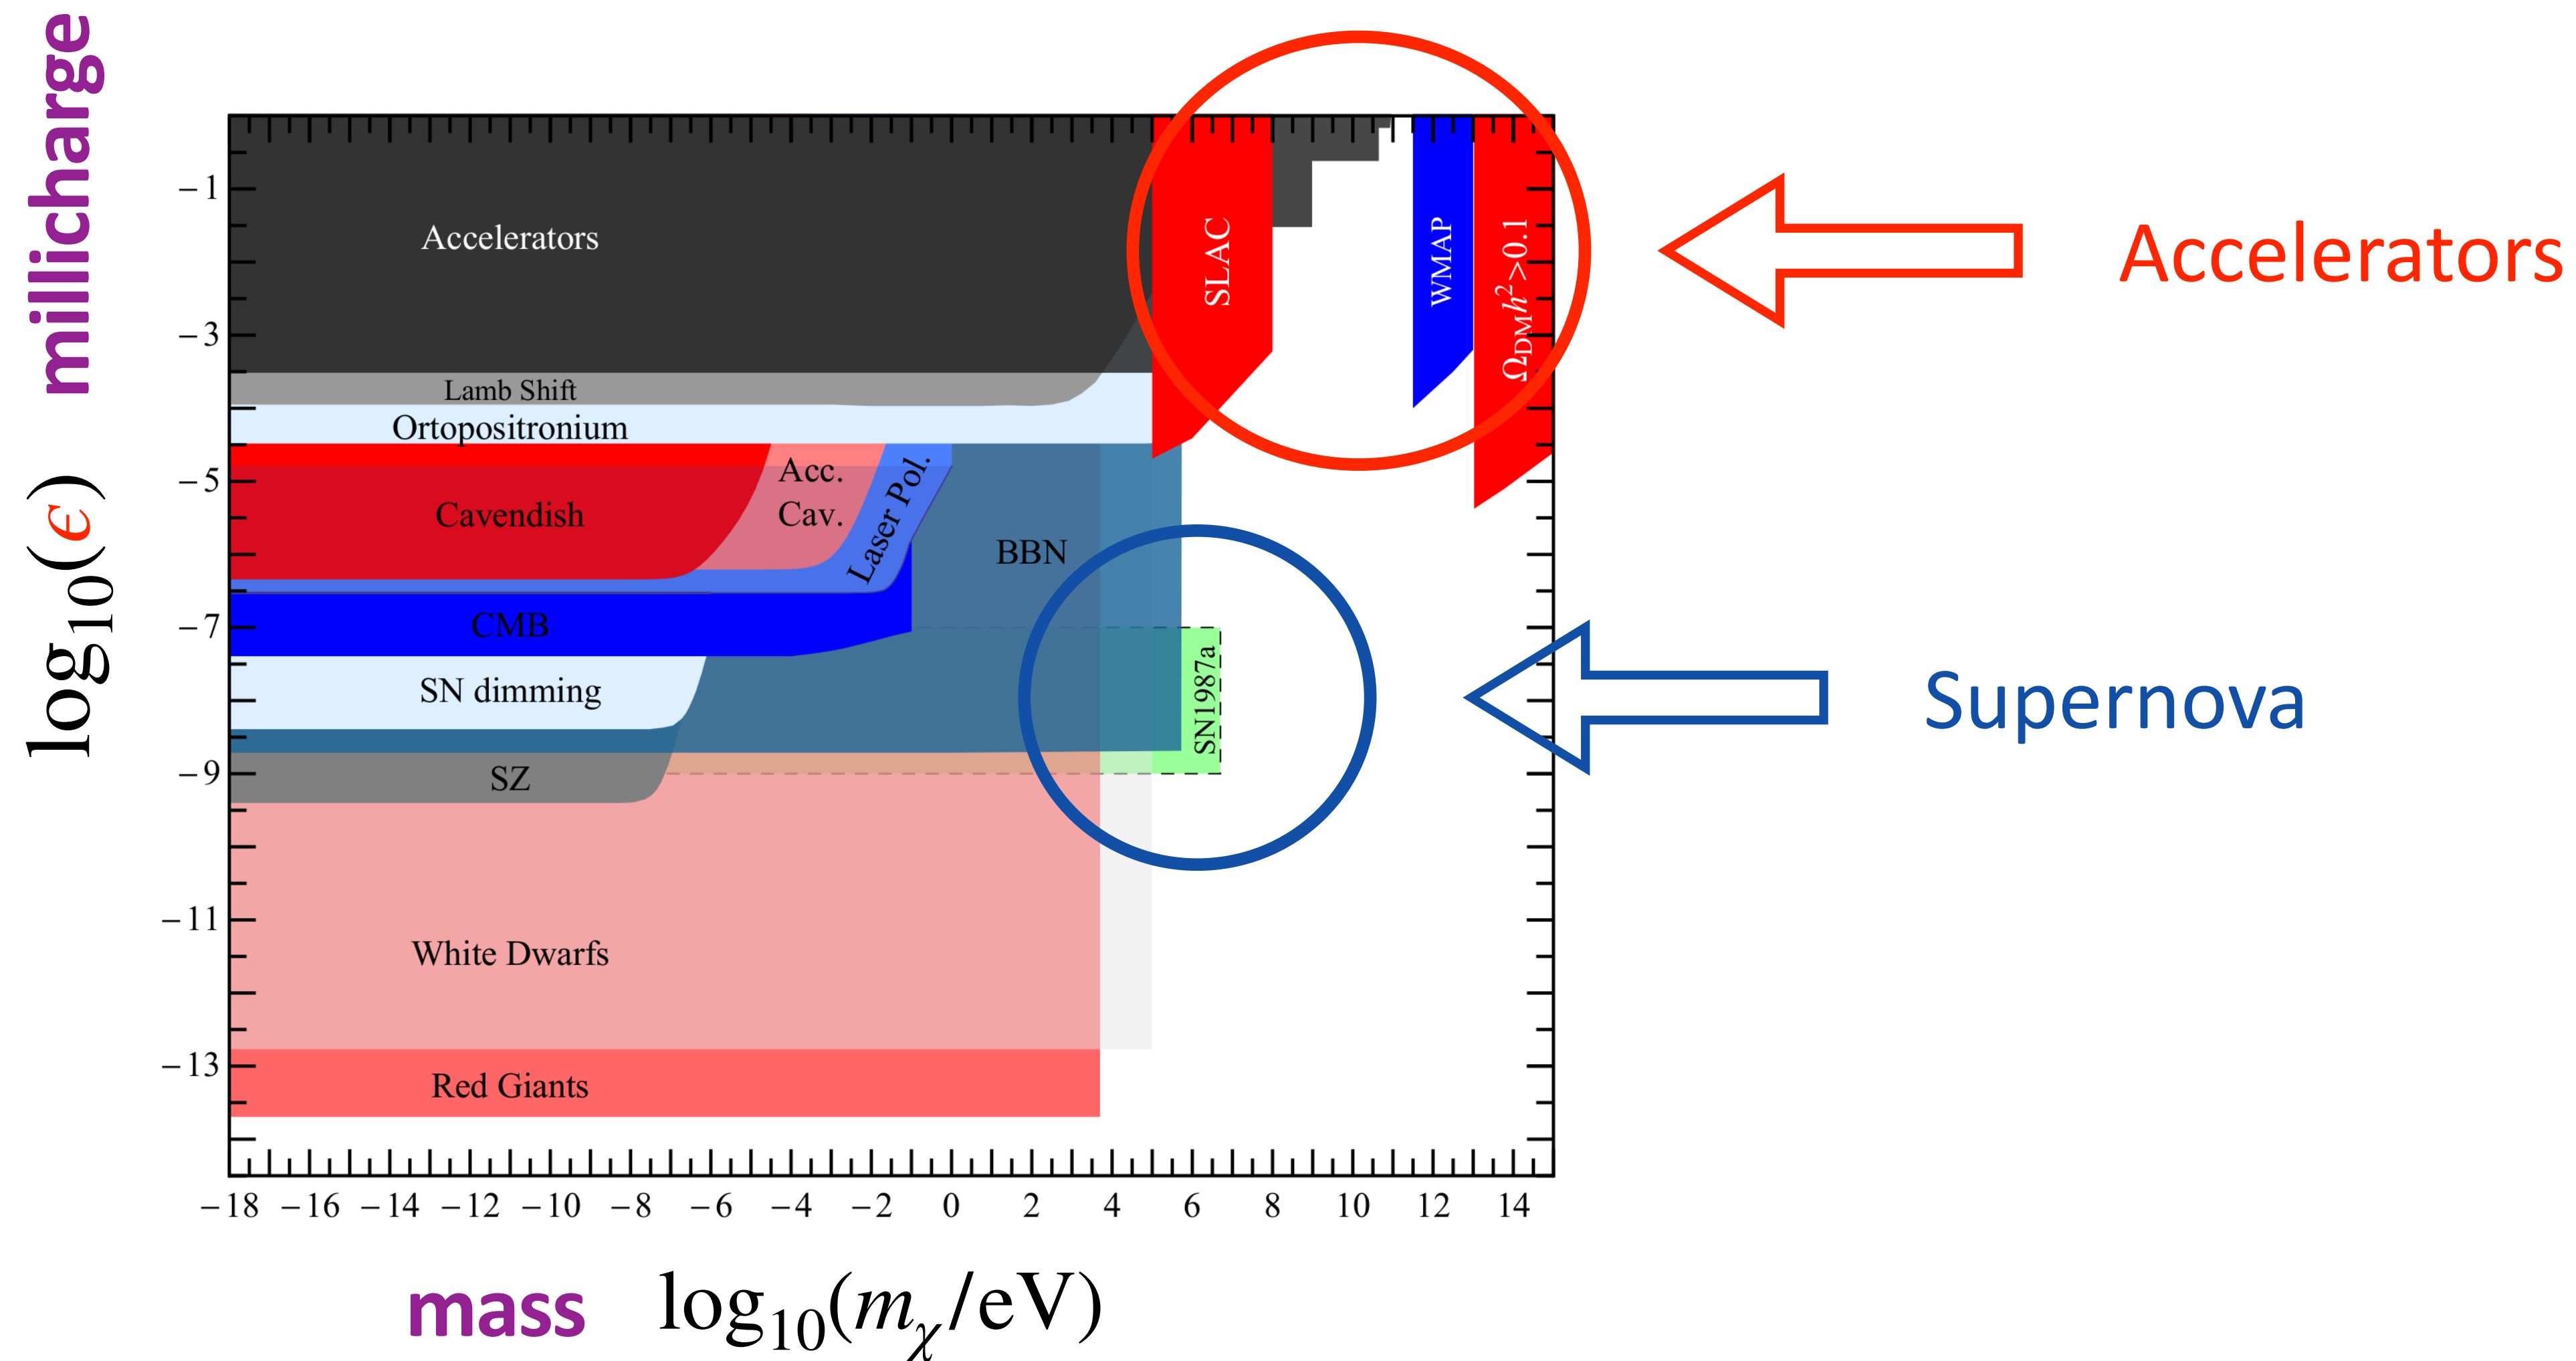 millicharge
log10(ϵ)
Accelerators
Lamb Shift
Ortopositronium
Cavendish
Acc.
Cav.
Laser Pol.
CMB
BBN
SN dimming
SZ
White Dwarfs
Red Giants
SLAC
WMAP
ΩDMh²>0.1
SN1987a
Accelerators
Supernova
−1
−3
−5
−7
−9
−11
−13
−18 −16 −14 −12 −10 −8 −6 −4 −2 0 2 4 6 8 10 12 14
mass log10(mχ/eV)